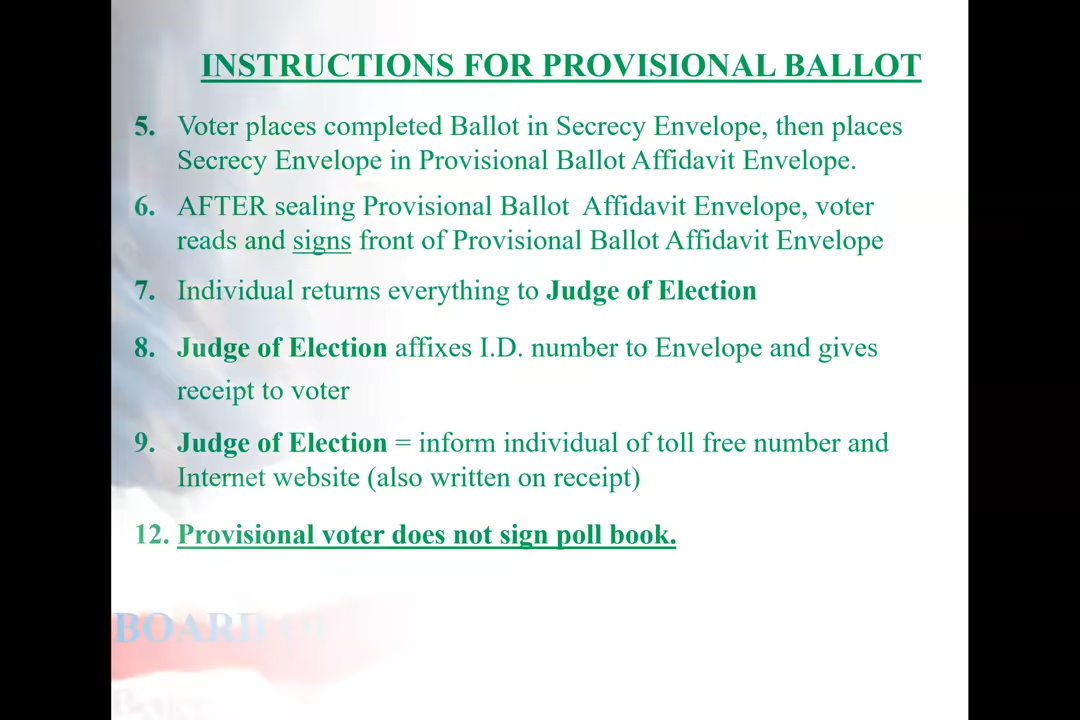 INSTRUCTIONS FOR PROVISIONAL BALLOT
5. Voter places completed Ballot in Secrecy Envelope, then places
Secrecy Envelope in Provisional Ballot Affidavit Envelope.
6. AFTER sealing Provisional Ballot Affidavit Envelope, voter
reads and signs front of Provisional Ballot Affidavit Envelope
7. Individual returns everything to Judge of Election
8. Judge of Election affixes I.D. number to Envelope and gives
receipt to voter
9. Judge of Election = inform individual of toll free number and
Internet website (also written on receipt)
12. Provisional voter does not sign poll book.
BOARD